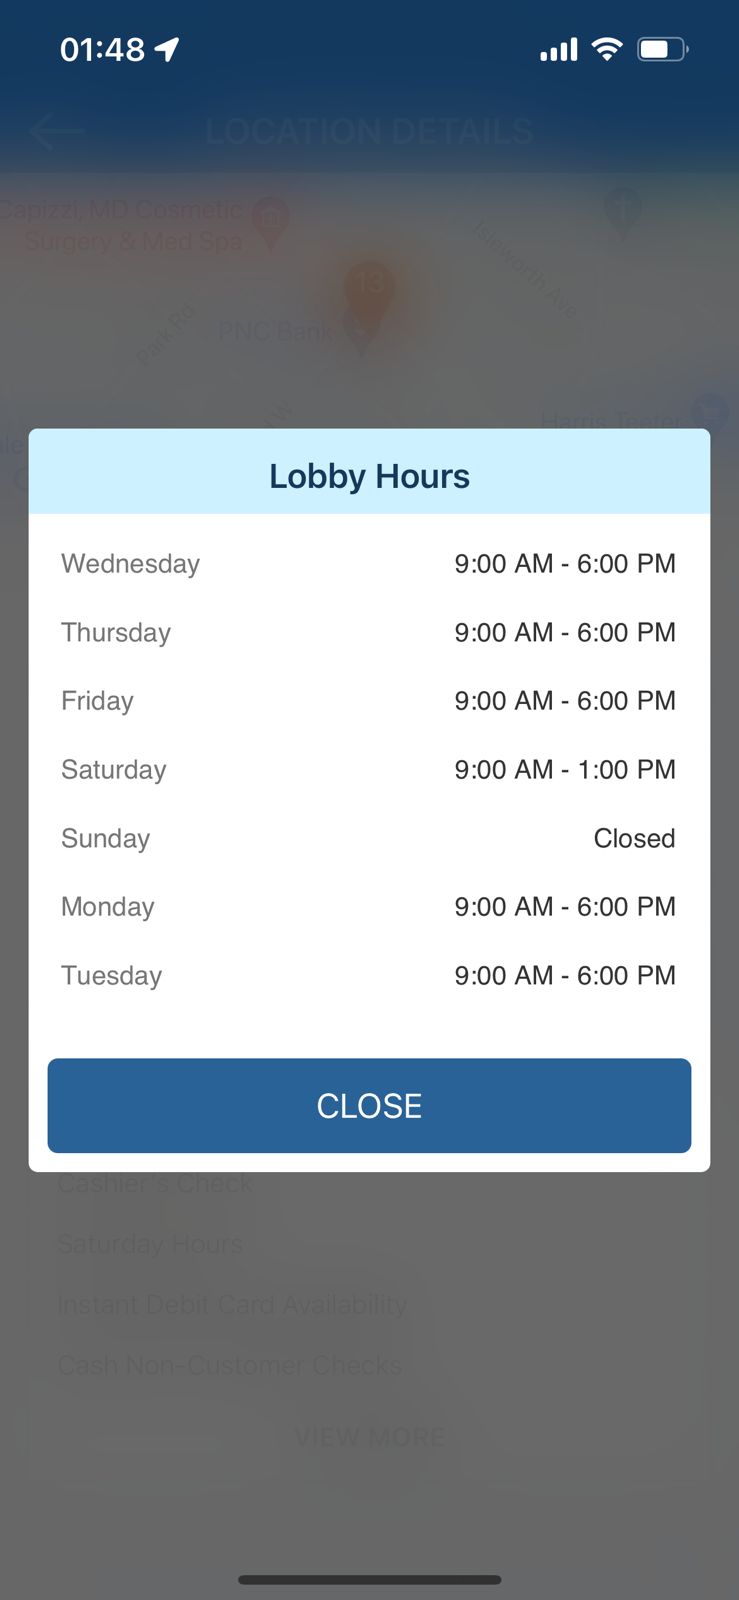 01:48
LOCATION DETAILS
Capizzi, MD Cosmetic
Surgery & Med Spa
Isleworth Ave
13
Park Rd
PNC Bank
Harris Teeter
Lobby Hours
Wednesday 9:00 AM - 6:00 PM
Thursday 9:00 AM - 6:00 PM
Friday 9:00 AM - 6:00 PM
Saturday 9:00 AM - 1:00 PM
Sunday Closed
Monday 9:00 AM - 6:00 PM
Tuesday 9:00 AM - 6:00 PM
CLOSE
Cashier's Check
Saturday Hours
Instant Debit Card Availability
Cash Non-Customer Checks
VIEW MORE